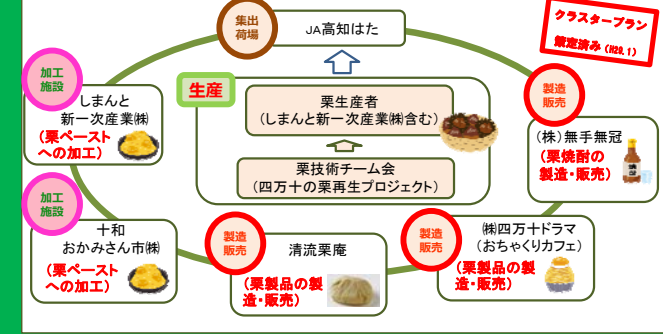 集出
荷場
JA高知はた
クラスタープラン
策定済み（H29.1）
加工
施設
しまんと
新一次産業㈱
（栗ペースト
への加工）
生産
栗生産者
（しまんと新一次産業㈱含む）
栗技術チーム会
（四万十の栗再生プロジェクト）
製造
販売
（株）無手無冠
（栗焼酎の
製造・販売）
加工
施設
十和
おかみさん市㈱
（栗ペースト
への加工）
製造
販売
清流栗庵
（栗製品の製
造・販売）
製造
販売
㈱四万十ドラマ
（おちゃくりカフェ）
（栗製品の製
造・販売）